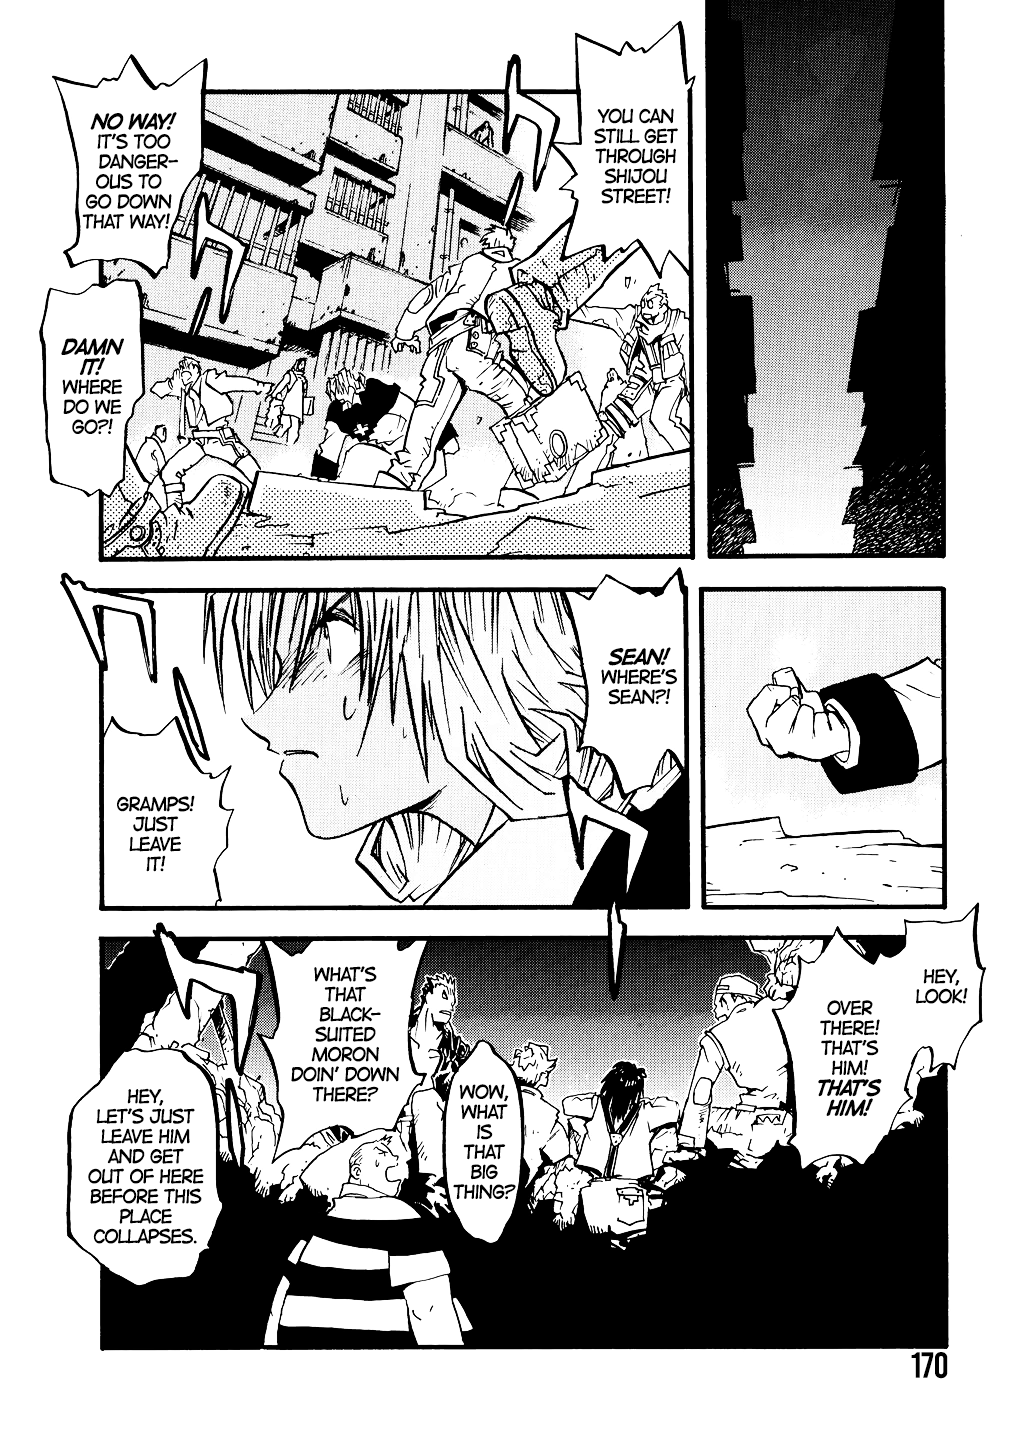 YOU CAN
STILL GET
THROUGH
SHIJOU
STREET!
NO WAY!
IT'S TOO
DANGER-
OUS TO
GO DOWN
THAT WAY!
DAMN
IT!
WHERE
DO WE
GO?!
SEAN!
WHERE'S
SEAN?!
GRAMPS!
JUST
LEAVE
IT!
HEY,
LOOK!
OVER
THERE!
THAT'S
HIM!
THAT'S
HIM!
WHAT'S
THAT
BLACK-
SUITED
MORON
DOIN' DOWN
THERE?
WOW,
WHAT
IS
THAT
BIG
THING?
HEY,
LET'S JUST
LEAVE HIM
AND GET
OUT OF HERE
BEFORE THIS
PLACE
COLLAPSES.
170